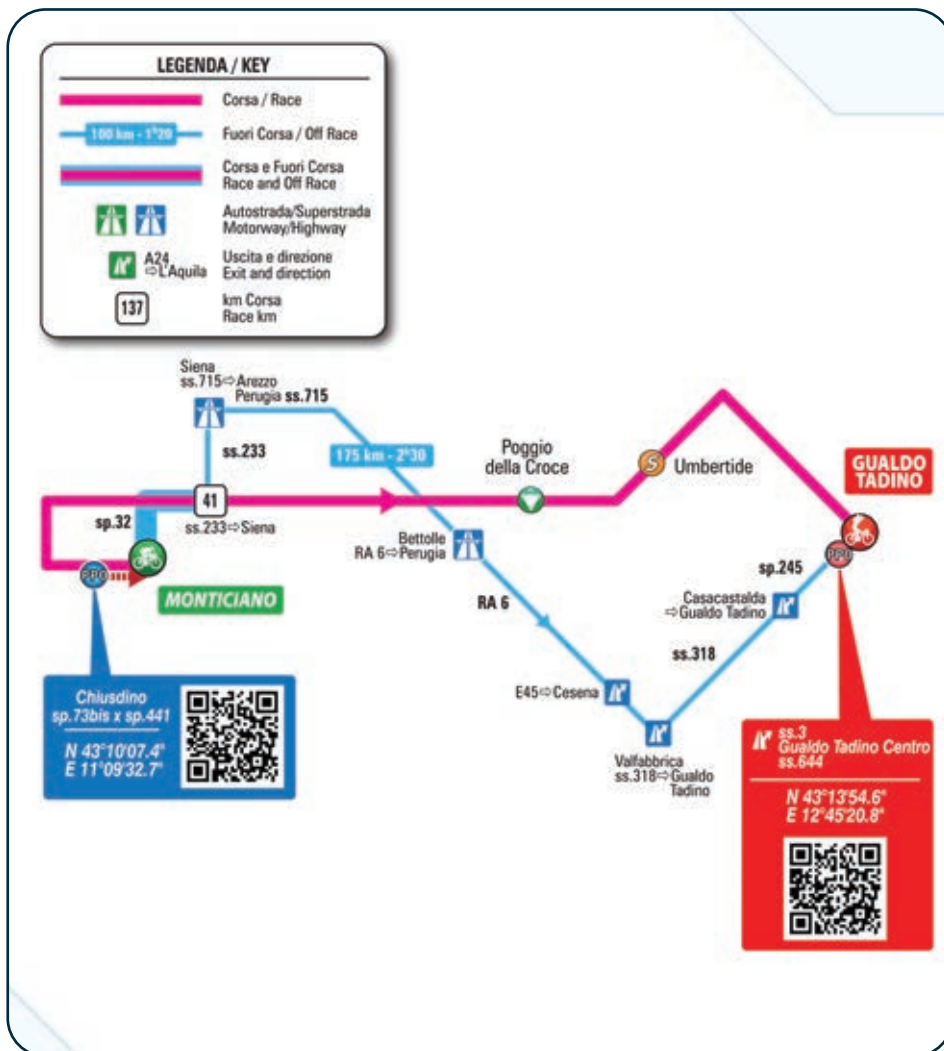 LEGENDA / KEY
Corsa / Race
100 km - 1h20
Fuori Corsa / Off Race
Corsa e Fuori Corsa
Race and Off Race
Autostrada/Superstrada
Motorway/Highway
A24
⇨L'Aquila
Uscita e direzione
Exit and direction
137
km Corsa
Race km
Siena
ss.715⇨Arezzo
Perugia
ss.715
ss.233
175 km - 2h30
Poggio
della Croce
S
Umbertide
GUALDO
TADINO
sp.32
41
ss.233⇨Siena
Bettolle
RA 6⇨Perugia
PPO
MONTICIANO
RA 6
PPO
sp.245
Casacastalda
⇨Gualdo Tadino
ss.318
E45⇨Cesena
Valfabbrica
ss.318⇨Gualdo
Tadino
Chiusdino
sp.73bis x sp.441
N 43°10'07.4"
E 11°09'32.7"
ss.3
Gualdo Tadino Centro
ss.644
N 43°13'54.6"
E 12°45'20.8"